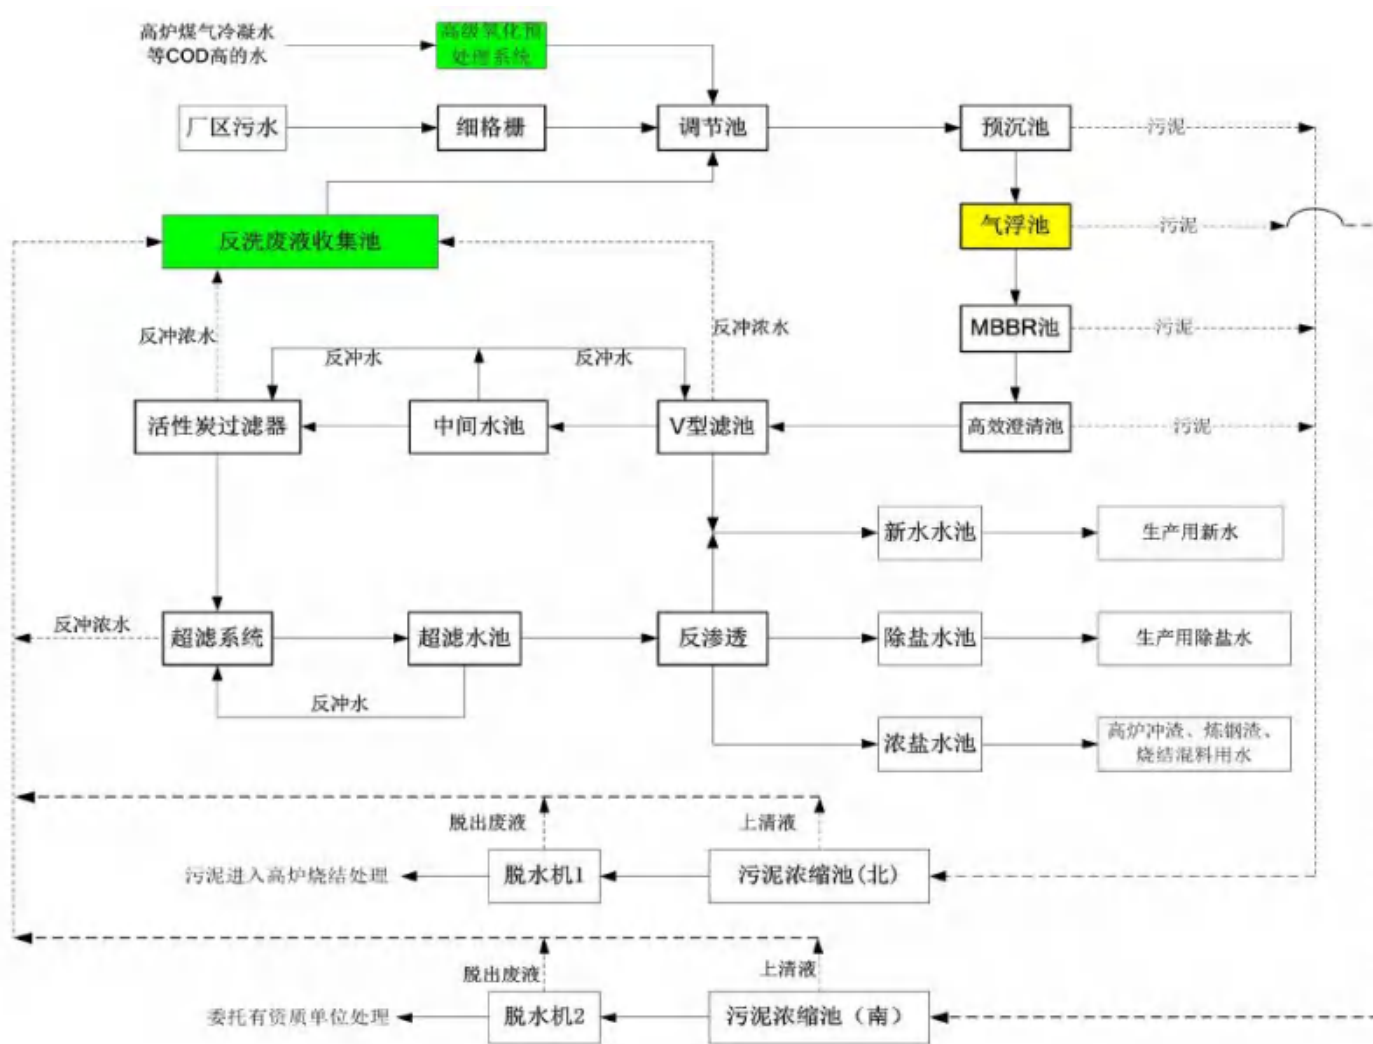 高炉煤气冷凝水
等COD高的水
高级氧化预
处理系统
厂区污水
细格栅
调节池
预沉池
污泥
反洗废液收集池
气浮池
污泥
反冲浓水
反冲水
反冲水
反冲浓水
MBBR池
污泥
活性炭过滤器
中间水池
V型滤池
高效澄清池
污泥
新水水池
生产用新水
反冲浓水
超滤系统
超滤水池
反渗透
除盐水池
生产用除盐水
反冲水
浓盐水池
高炉冲渣、炼钢渣、
烧结混料用水
脱出废液
上清液
污泥进入高炉烧结处理
脱水机1
污泥浓缩池(北)
脱出废液
上清液
委托有资质单位处理
脱水机2
污泥浓缩池（南）